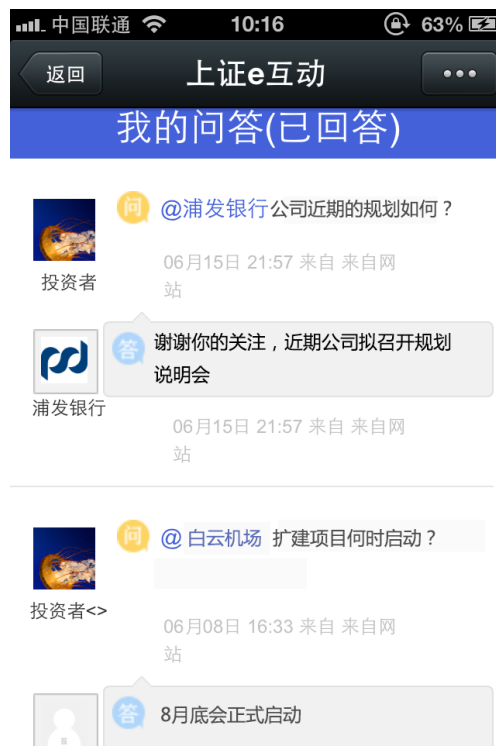 中国联通 10:16 63%
返回 上证e互动
我的问答(已回答)
问 @浦发银行公司近期的规划如何？
投资者
06月15日 21:57 来自 来自网
站
答 谢谢你的关注，近期公司拟召开规划
说明会
浦发银行
06月15日 21:57 来自 来自网
站
问 @ 白云机场 扩建项目何时启动？
投资者<>
06月08日 16:33 来自 来自网
站
答 8月底会正式启动